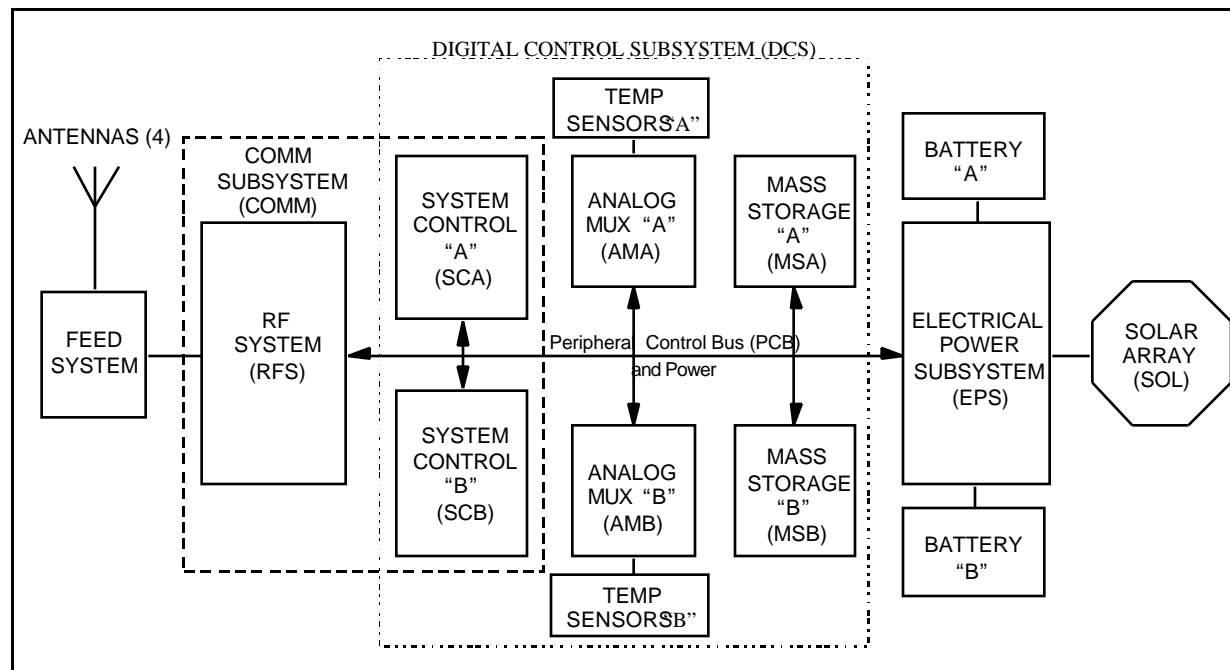 DIGITAL CONTROL SUBSYSTEM (DCS)
ANTENNAS (4)
FEED
SYSTEM
COMM
SUBSYSTEM
(COMM)
RF
SYSTEM
(RFS)
SYSTEM
CONTROL
“A”
(SCA)
SYSTEM
CONTROL
“B”
(SCB)
TEMP
SENSORS“A”
ANALOG
MUX “A”
(AMA)
Peripheral Control Bus (PCB)
and Power
ANALOG
MUX “B”
(AMB)
TEMP
SENSORS“B”
MASS
STORAGE
“A”
(MSA)
MASS
STORAGE
“B”
(MSB)
BATTERY
“A”
ELECTRICAL
POWER
SUBSYSTEM
(EPS)
BATTERY
“B”
SOLAR
ARRAY
(SOL)